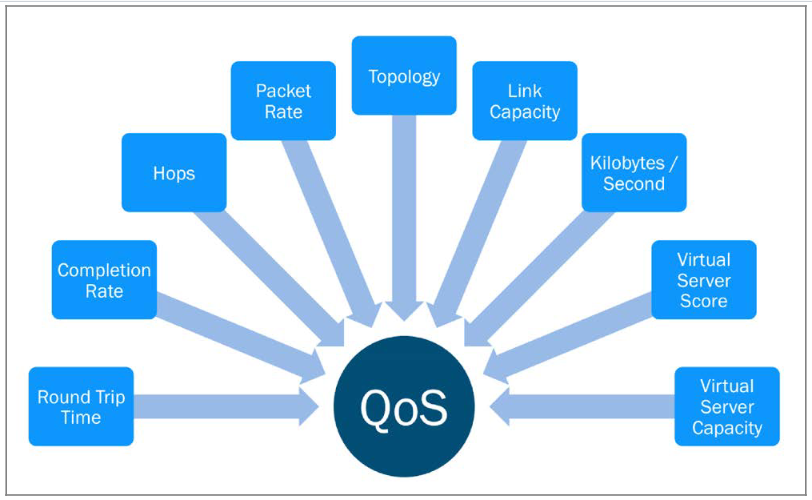 Topology
Packet
Rate
Link
Capacity
Hops
Kilobytes /
Second
Completion
Rate
Virtual
Server
Score
Round Trip
Time
QoS
Virtual
Server
Capacity